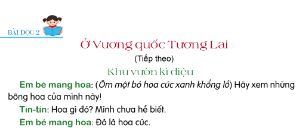 BÀI ĐỌC 2
Ở Vương quốc Tương Lai
(Tiếp theo)
Khu vườn kì diệu
Em bé mang hoa: (Ôm một bó hoa cúc xanh khổng lồ) Hãy xem những
bông hoa của mình này!
Tin-tin: Hoa gì đó? Mình chưa hề biết.
Em bé mang hoa: Đó là hoa cúc.